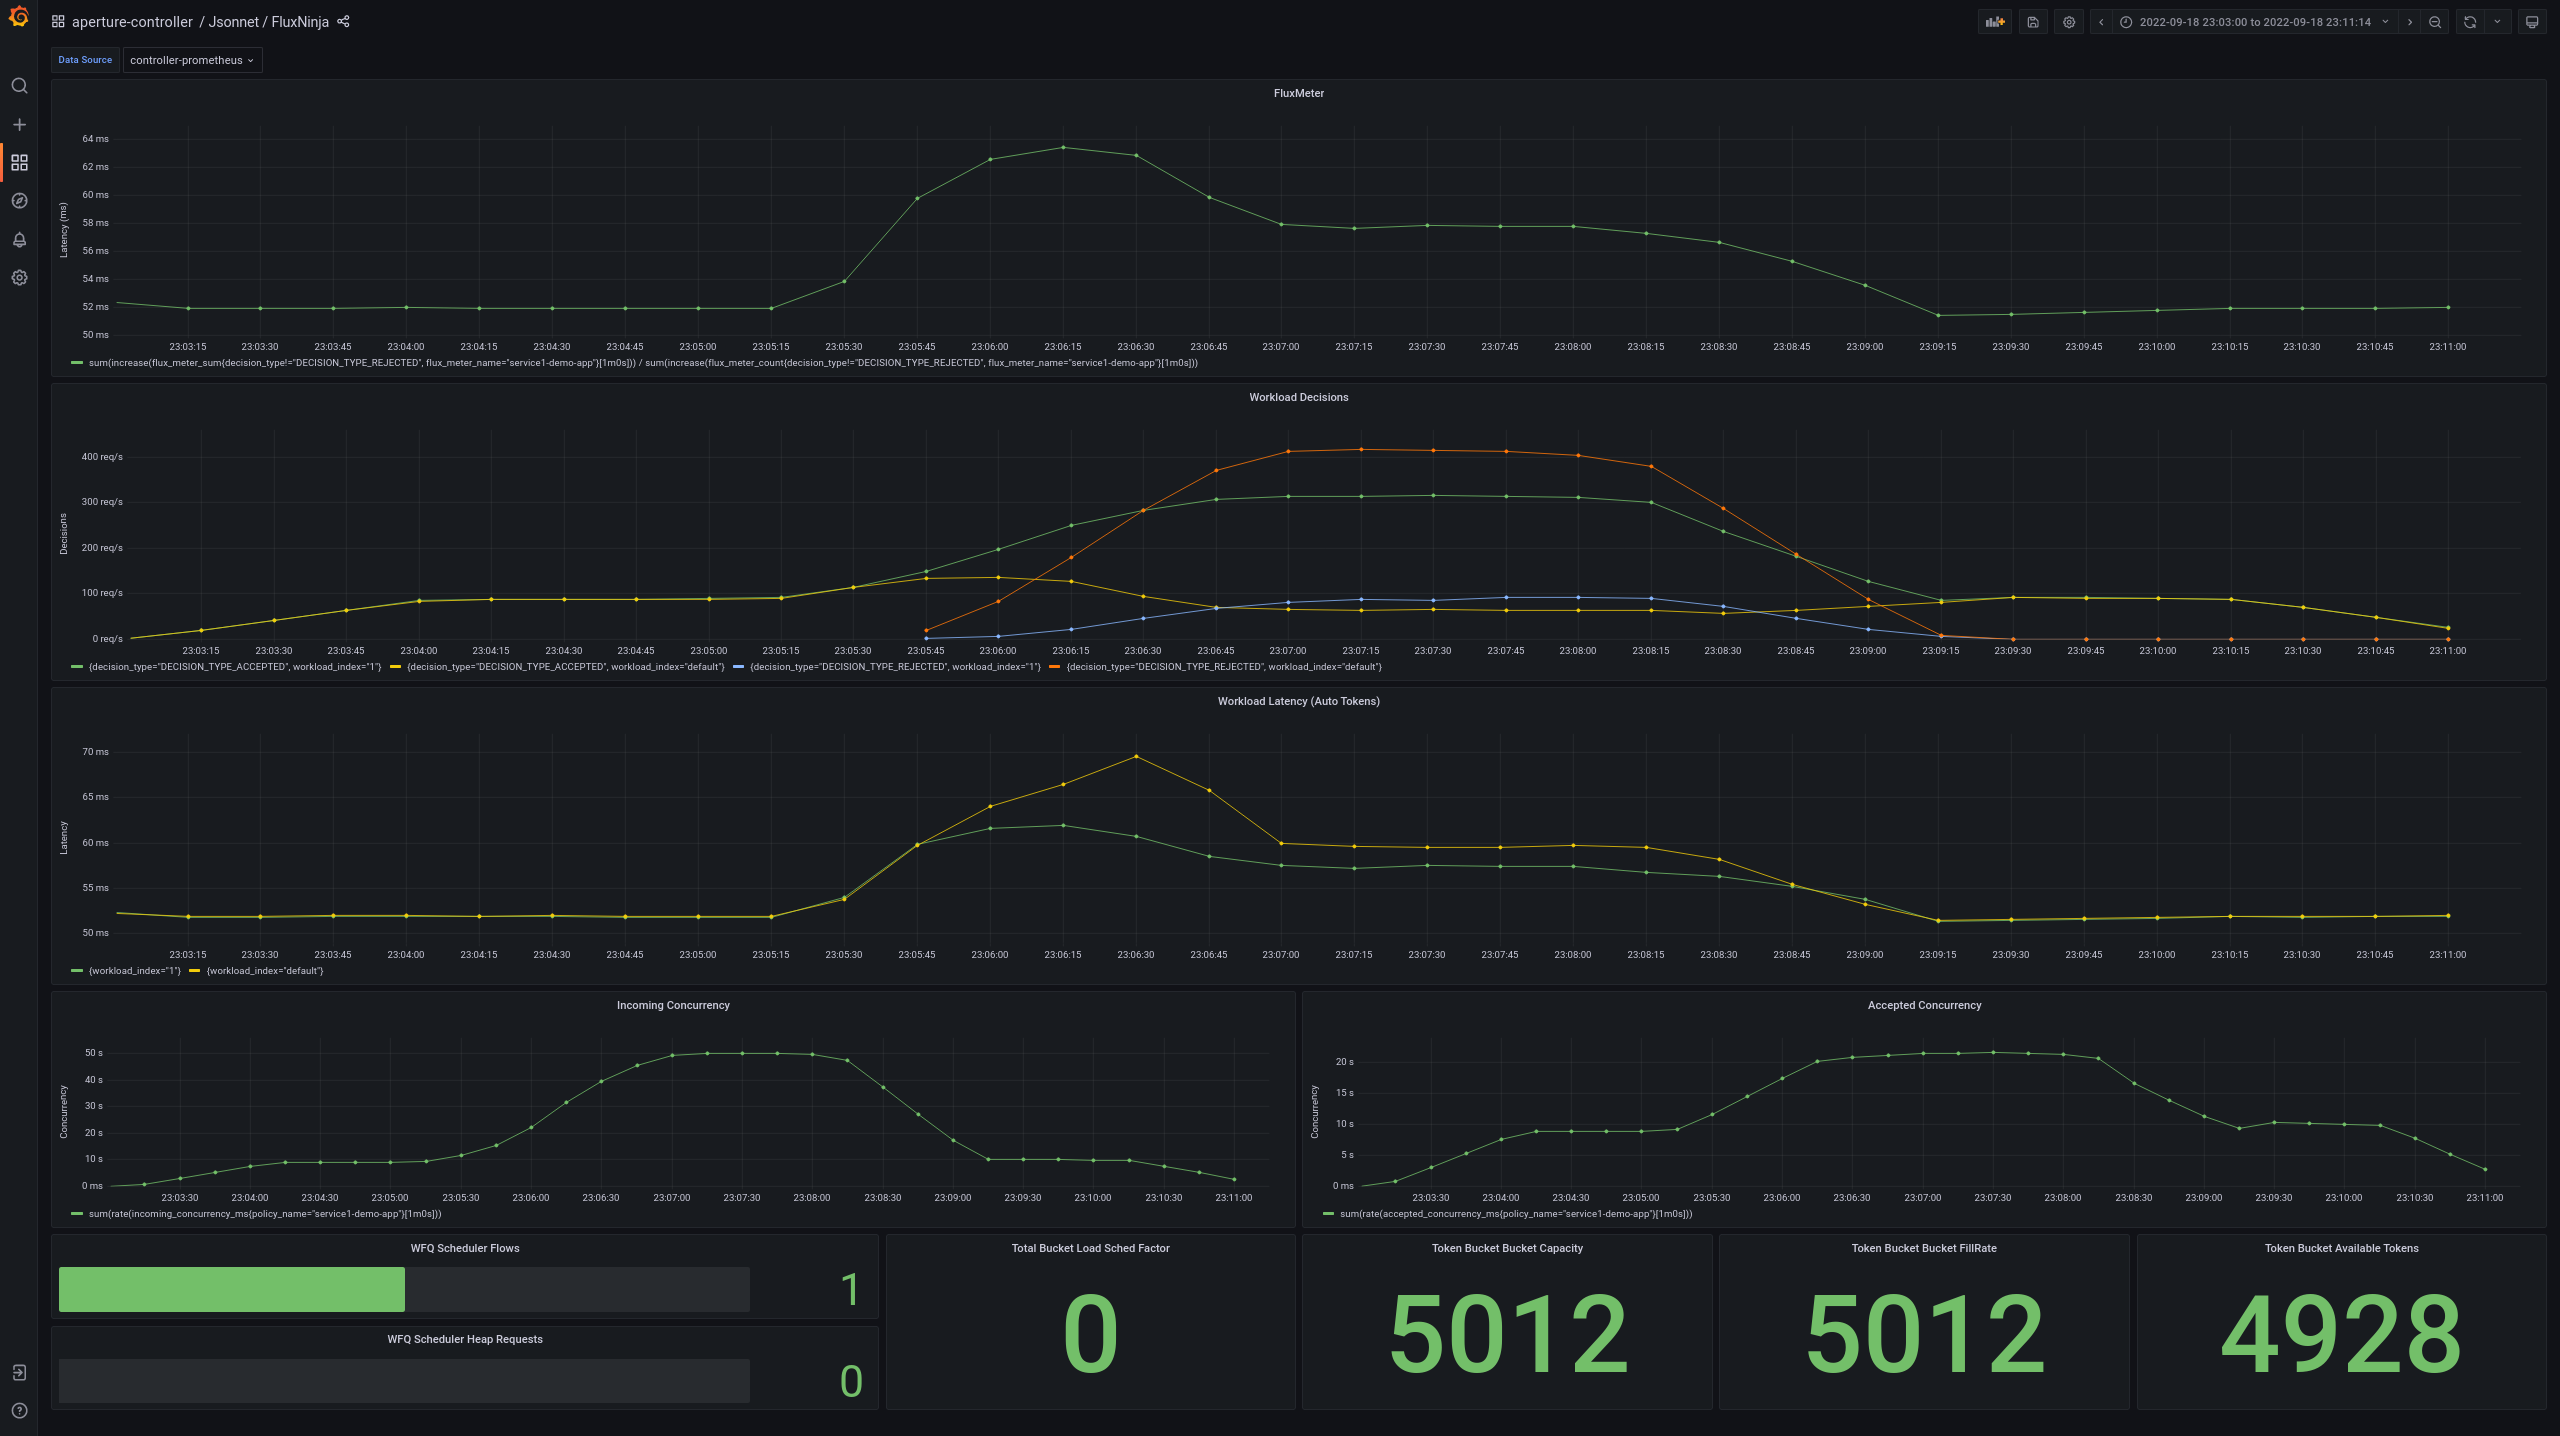 aperture-controller / Jsonnet / FluxNinja
2022-09-18 23:03:00 to 2022-09-18 23:11:14
Data Source controller-prometheus
FluxMeter
Latency (ms)
64 ms
62 ms
60 ms
58 ms
56 ms
54 ms
52 ms
50 ms
23:03:15 23:03:30 23:03:45 23:04:00 23:04:15 23:04:30 23:04:45 23:05:00 23:05:15 23:05:30 23:05:45 23:06:00 23:06:15 23:06:30 23:06:45 23:07:00 23:07:15 23:07:30 23:07:45 23:08:00 23:08:15 23:08:30 23:08:45 23:09:00 23:09:15 23:09:30 23:09:45 23:10:00 23:10:15 23:10:30 23:10:45 23:11:00
sum(increase(flux_meter_sum{decision_type!="DECISION_TYPE_REJECTED", flux_meter_name="service1-demo-app"}[1m0s])) / sum(increase(flux_meter_count{decision_type!="DECISION_TYPE_REJECTED", flux_meter_name="service1-demo-app"}[1m0s]))
Workload Decisions
Decisions
400 req/s
300 req/s
200 req/s
100 req/s
0 req/s
23:03:15 23:03:30 23:03:45 23:04:00 23:04:15 23:04:30 23:04:45 23:05:00 23:05:15 23:05:30 23:05:45 23:06:00 23:06:15 23:06:30 23:06:45 23:07:00 23:07:15 23:07:30 23:07:45 23:08:00 23:08:15 23:08:30 23:08:45 23:09:00 23:09:15 23:09:30 23:09:45 23:10:00 23:10:15 23:10:30 23:10:45 23:11:00
{decision_type="DECISION_TYPE_ACCEPTED", workload_index="1"} {decision_type="DECISION_TYPE_ACCEPTED", workload_index="default"} {decision_type="DECISION_TYPE_REJECTED", workload_index="1"} {decision_type="DECISION_TYPE_REJECTED", workload_index="default"}
Workload Latency (Auto Tokens)
Latency
70 ms
65 ms
60 ms
55 ms
50 ms
23:03:15 23:03:30 23:03:45 23:04:00 23:04:15 23:04:30 23:04:45 23:05:00 23:05:15 23:05:30 23:05:45 23:06:00 23:06:15 23:06:30 23:06:45 23:07:00 23:07:15 23:07:30 23:07:45 23:08:00 23:08:15 23:08:30 23:08:45 23:09:00 23:09:15 23:09:30 23:09:45 23:10:00 23:10:15 23:10:30 23:10:45 23:11:00
{workload_index="1"} {workload_index="default"}
Incoming Concurrency
Concurrency
50 s
40 s
30 s
20 s
10 s
0 ms
23:03:30 23:04:00 23:04:30 23:05:00 23:05:30 23:06:00 23:06:30 23:07:00 23:07:30 23:08:00 23:08:30 23:09:00 23:09:30 23:10:00 23:10:30 23:11:00
sum(rate(incoming_concurrency_ms{policy_name="service1-demo-app"}[1m0s]))
Accepted Concurrency
Concurrency
20 s
15 s
10 s
5 s
0 ms
23:03:30 23:04:00 23:04:30 23:05:00 23:05:30 23:06:00 23:06:30 23:07:00 23:07:30 23:08:00 23:08:30 23:09:00 23:09:30 23:10:00 23:10:30 23:11:00
sum(rate(accepted_concurrency_ms{policy_name="service1-demo-app"}[1m0s]))
WFQ Scheduler Flows
1
WFQ Scheduler Heap Requests
0
Total Bucket Load Sched Factor
0
Token Bucket Bucket Capacity
5012
Token Bucket Bucket FillRate
5012
Token Bucket Available Tokens
4928